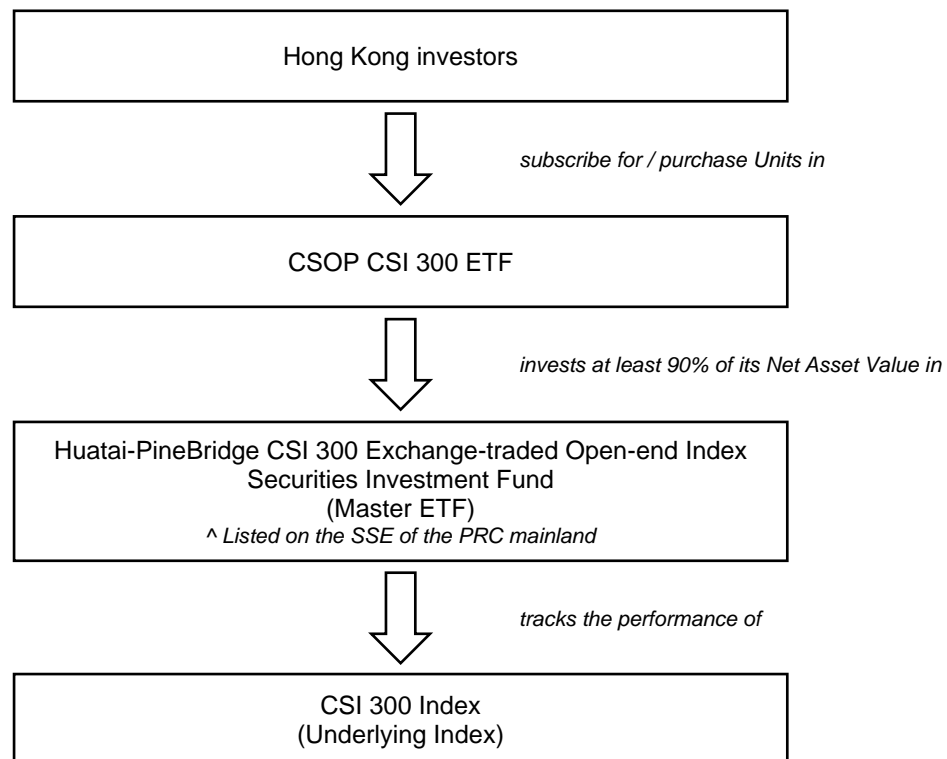 Hong Kong investors
subscribe for / purchase Units in
CSOP CSI 300 ETF
invests at least 90% of its Net Asset Value in
Huatai-PineBridge CSI 300 Exchange-traded Open-end Index
Securities Investment Fund
(Master ETF)
^ Listed on the SSE of the PRC mainland
tracks the performance of
CSI 300 Index
(Underlying Index)